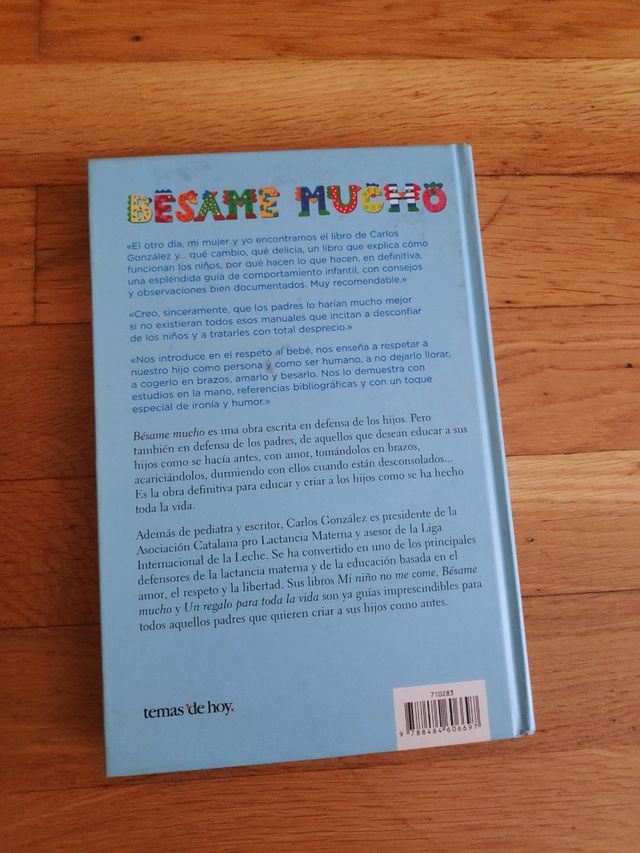 BÉSAME MUCHO
«El otro día, mi mujer y yo encontramos el libro de Carlos
González y... qué cambio, qué delicia, un libro que explica cómo
funcionan los niños, por qué hacen lo que hacen, en definitiva,
una espléndida guía de comportamiento infantil, con consejos
y observaciones bien documentados. Muy recomendable.»
«Creo, sinceramente, que los padres lo harían mucho mejor
si no existieran todos esos manuales que incitan a desconfiar
de los niños y a tratarles con total desprecio.»
«Nos introduce en el respeto al bebé, nos enseña a respetar a
nuestro hijo como persona y como ser humano, a no dejarlo llorar,
a cogerlo en brazos, amarlo y besarlo. Nos lo demuestra con
estudios en la mano, referencias bibliográficas y con un toque
especial de ironía y humor.»
Bésame mucho es una obra escrita en defensa de los hijos. Pero
también en defensa de los padres, de aquellos que desean educar a sus
hijos como se hacía antes, con amor, tomándolos en brazos,
acariciándolos, durmiendo con ellos cuando están desconsolados...
Es la obra definitiva para educar y criar a los hijos como se ha hecho
toda la vida.
Además de pediatra y escritor, Carlos González es presidente de la
Asociación Catalana pro Lactancia Materna y asesor de la Liga
Internacional de la Leche. Se ha convertido en uno de los principales
defensores de la lactancia materna y de la educación basada en el
amor, el respeto y la libertad. Sus libros Mi niño no me come, Bésame
mucho y Un regalo para toda la vida son ya guías imprescindibles para
todos aquellos padres que quieren criar a sus hijos como antes.
temas'de hoy.
710283
9 788484 606697